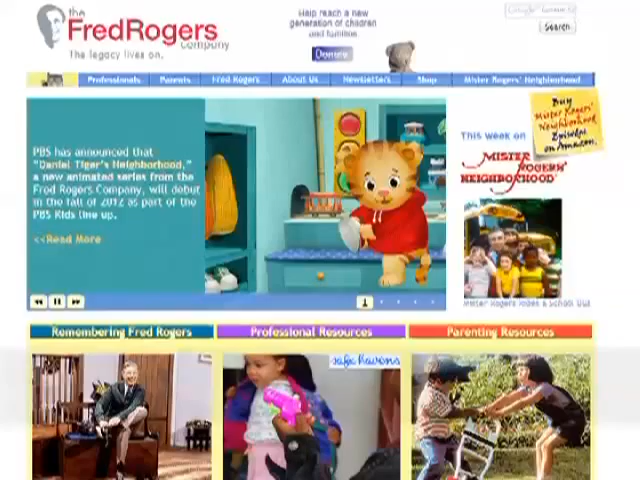 the
FredRogers
company
The legacy lives on.
Help reach a new
generation of children
and families
Donate
Search
Professionals Parents Fred Rogers About Us Newsletters Shop Mister Rogers' Neighborhood
PBS has announced that
"Daniel Tiger's Neighborhood,"
a new animated series from the
Fred Rogers Company, will debut
in the fall of 2012 as part of the
PBS Kids line up.
<<Read More
1
Buy
Mister Rogers'
Neighborhood
Episodes
on Amazon.
This week on
MISTER
ROGERS'
NEIGHBORHOOD
Mister Rogers Rides a School Bus
Remembering Fred Rogers
Professional Resources
Parenting Resources
safe havens